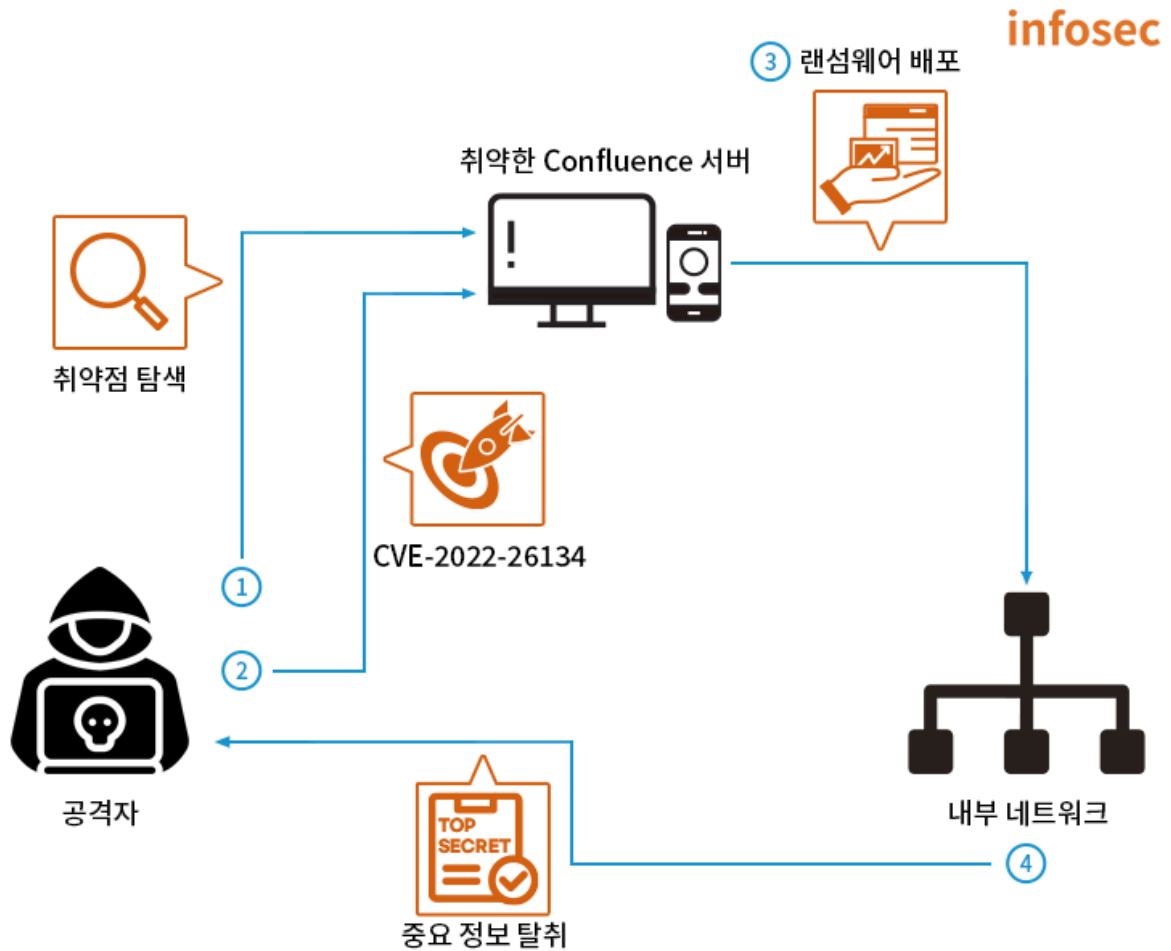 infosec
③ 랜섬웨어 배포
취약한 Confluence 서버
!
취약점 탐색
CVE-2022-26134
①
②
공격자
TOP
SECRET
중요 정보 탈취
내부 네트워크
④